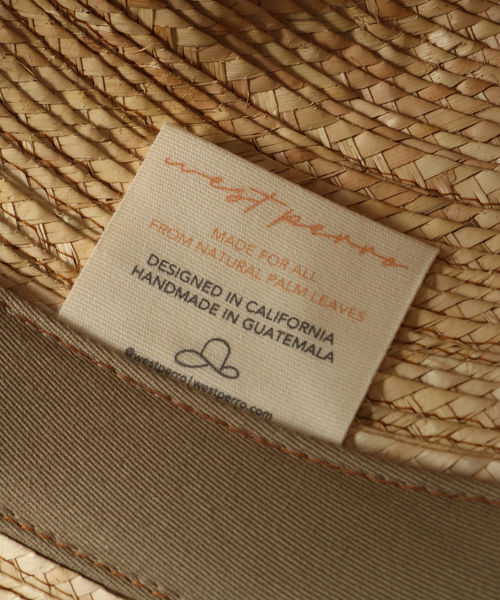 west perro
MADE FOR ALL
FROM NATURAL PALM LEAVES
DESIGNED IN CALIFORNIA
HANDMADE IN GUATEMALA
@westperro|westperro.com